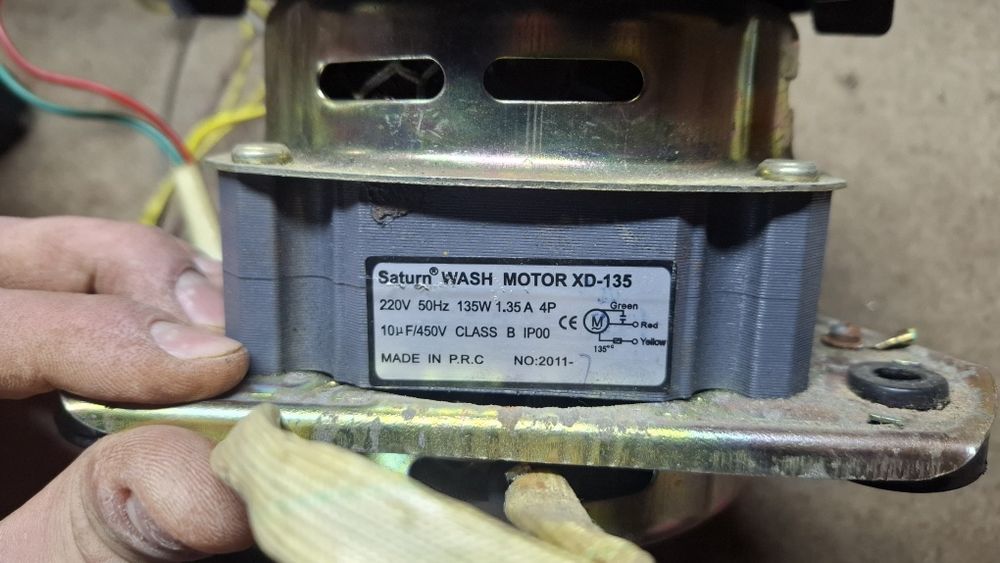 Saturn® WASH MOTOR XD-135
220V 50Hz 135W 1.35A 4P
10μF/450V CLASS B IP00
CE M
Green
Red
Yellow
135°C
MADE IN P.R.C NO:2011-